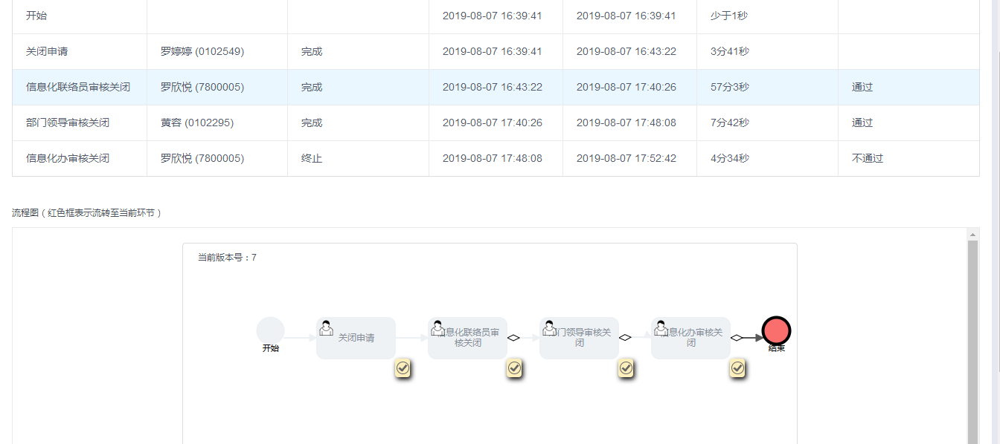 开始 2019-08-07 16:39:41 2019-08-07 16:39:41 少于1秒
关闭申请 罗婷婷 (0102549) 完成 2019-08-07 16:39:41 2019-08-07 16:43:22 3分41秒
信息化联络员审核关闭 罗欣悦 (7800005) 完成 2019-08-07 16:43:22 2019-08-07 17:40:26 57分3秒 通过
部门领导审核关闭 黄容 (0102295) 完成 2019-08-07 17:40:26 2019-08-07 17:48:08 7分42秒 通过
信息化办审核关闭 罗欣悦 (7800005) 终止 2019-08-07 17:48:08 2019-08-07 17:52:42 4分34秒 不通过
流程图（红色框表示流转至当前环节）
当前版本号：7
开始
关闭申请
信息化联络员审
核关闭
部门领导审核关
闭
信息化办审核关
闭
结束